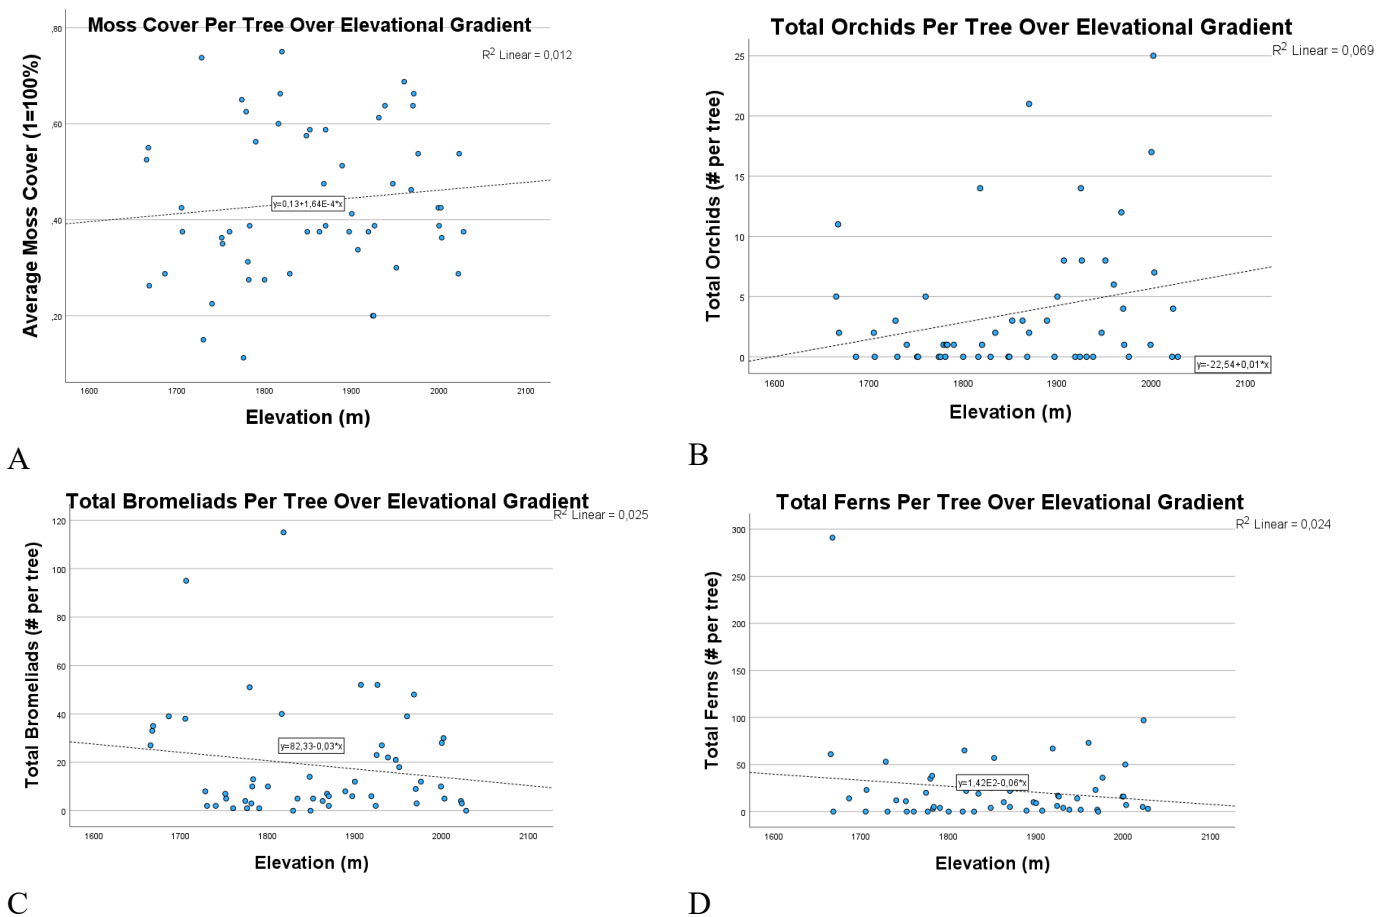 Moss Cover Per Tree Over Elevational Gradient
R2 Linear = 0,012
Average Moss Cover (1=100%)
,80
,60
,40
,20
y=0,13+1,64E-4*x
1600 1700 1800 1900 2000 2100
Elevation (m)
A
Total Orchids Per Tree Over Elevational Gradient
R2 Linear = 0,069
Total Orchids (# per tree)
25
20
15
10
5
0
y=-22,54+0,01*x
1600 1700 1800 1900 2000 2100
Elevation (m)
B
Total Bromeliads Per Tree Over Elevational Gradient
R2 Linear = 0,025
Total Bromeliads (# per tree)
120
100
80
60
40
20
0
y=82,33-0,03*x
1600 1700 1800 1900 2000 2100
Elevation (m)
C
Total Ferns Per Tree Over Elevational Gradient
R2 Linear = 0,024
Total Ferns (# per tree)
300
250
200
150
100
50
0
y=1,42E2-0,06*x
1600 1700 1800 1900 2000 2100
Elevation (m)
D